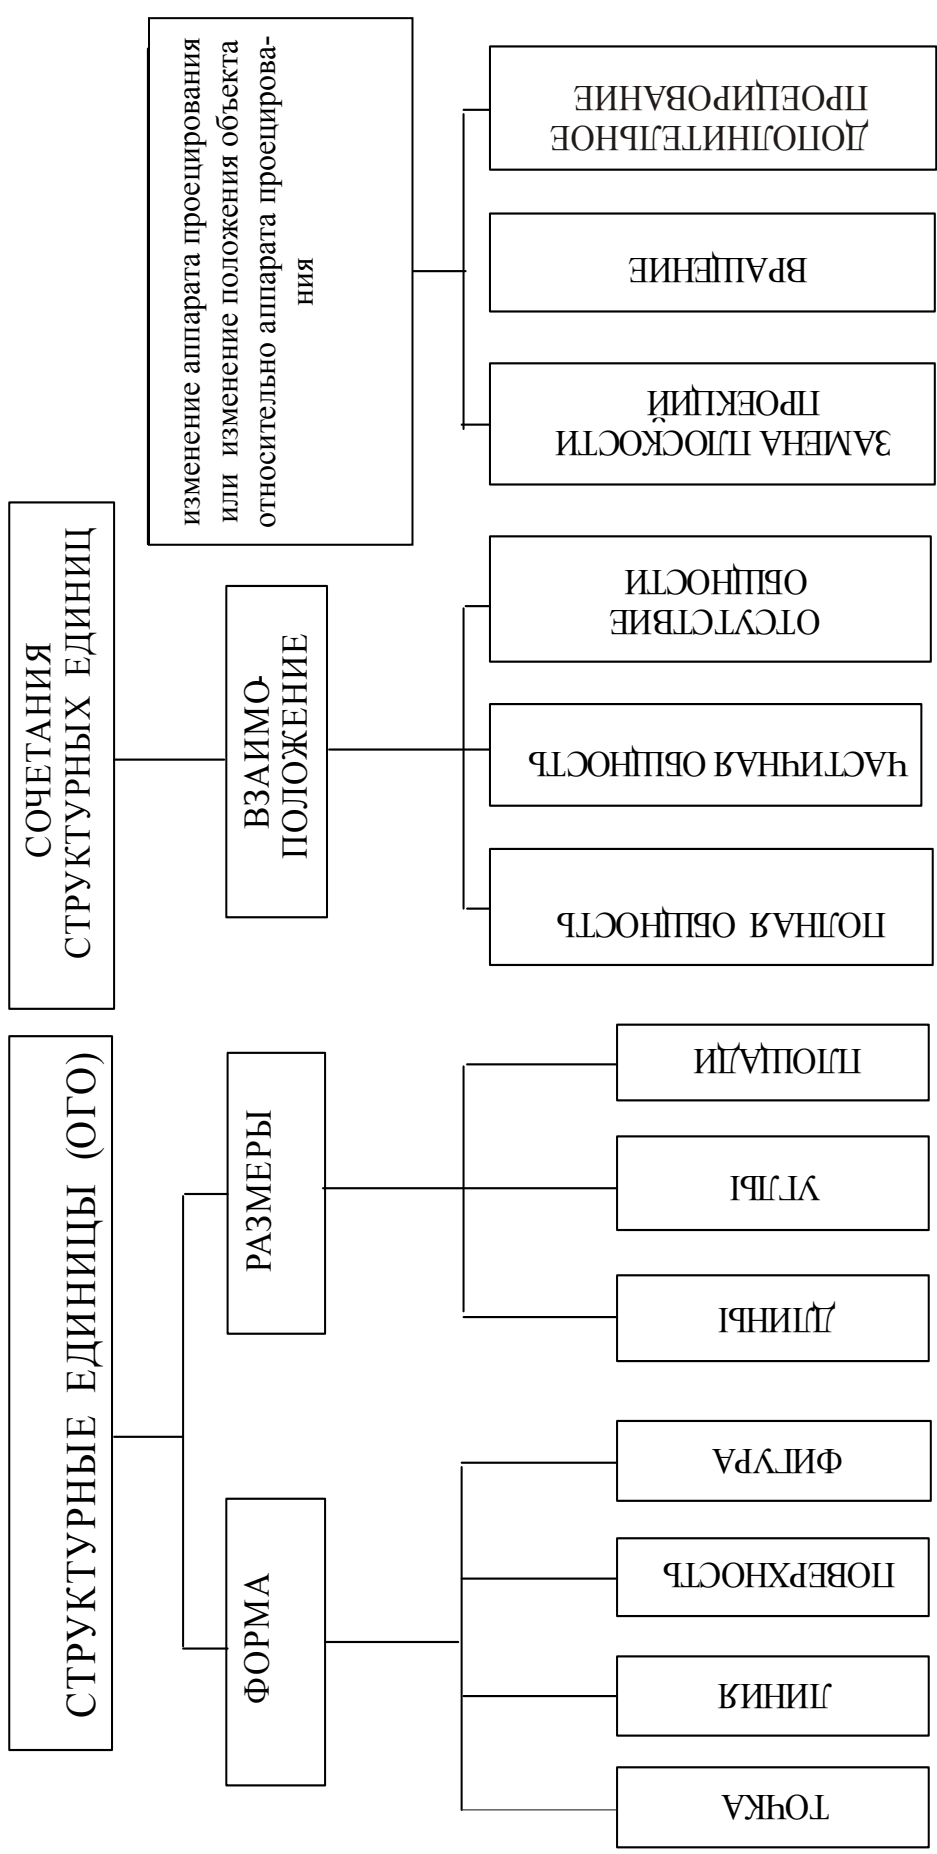 СТРУКТУРНЫЕ ЕДИНИЦЫ (ОГО)
СОЧЕТАНИЯ
СТРУКТУРНЫХ ЕДИНИЦ
ФОРМА
РАЗМЕРЫ
ВЗАИМО-
ПОЛОЖЕНИЕ
изменение аппарата проецирования
или изменение положения объекта
относительно аппарата проецирова-
ния
ТОЧКА
ЛИНИЯ
ПОВЕРХНОСТЬ
ФИГУРА
ДЛИНЫ
УГЛЫ
ПЛОЩАДИ
ПОЛНАЯ ОБЩНОСТЬ
ЧАСТИЧНАЯ ОБЩНОСТЬ
ОТСУТСТВИЕ
ОБЩНОСТИ
ЗАМЕНА ПЛОСКОСТИ
ПРОЕКЦИЙ
ВРАЩЕНИЕ
ДОПОЛНИТЕЛЬНОЕ
ПРОЕЦИРОВАНИЕ